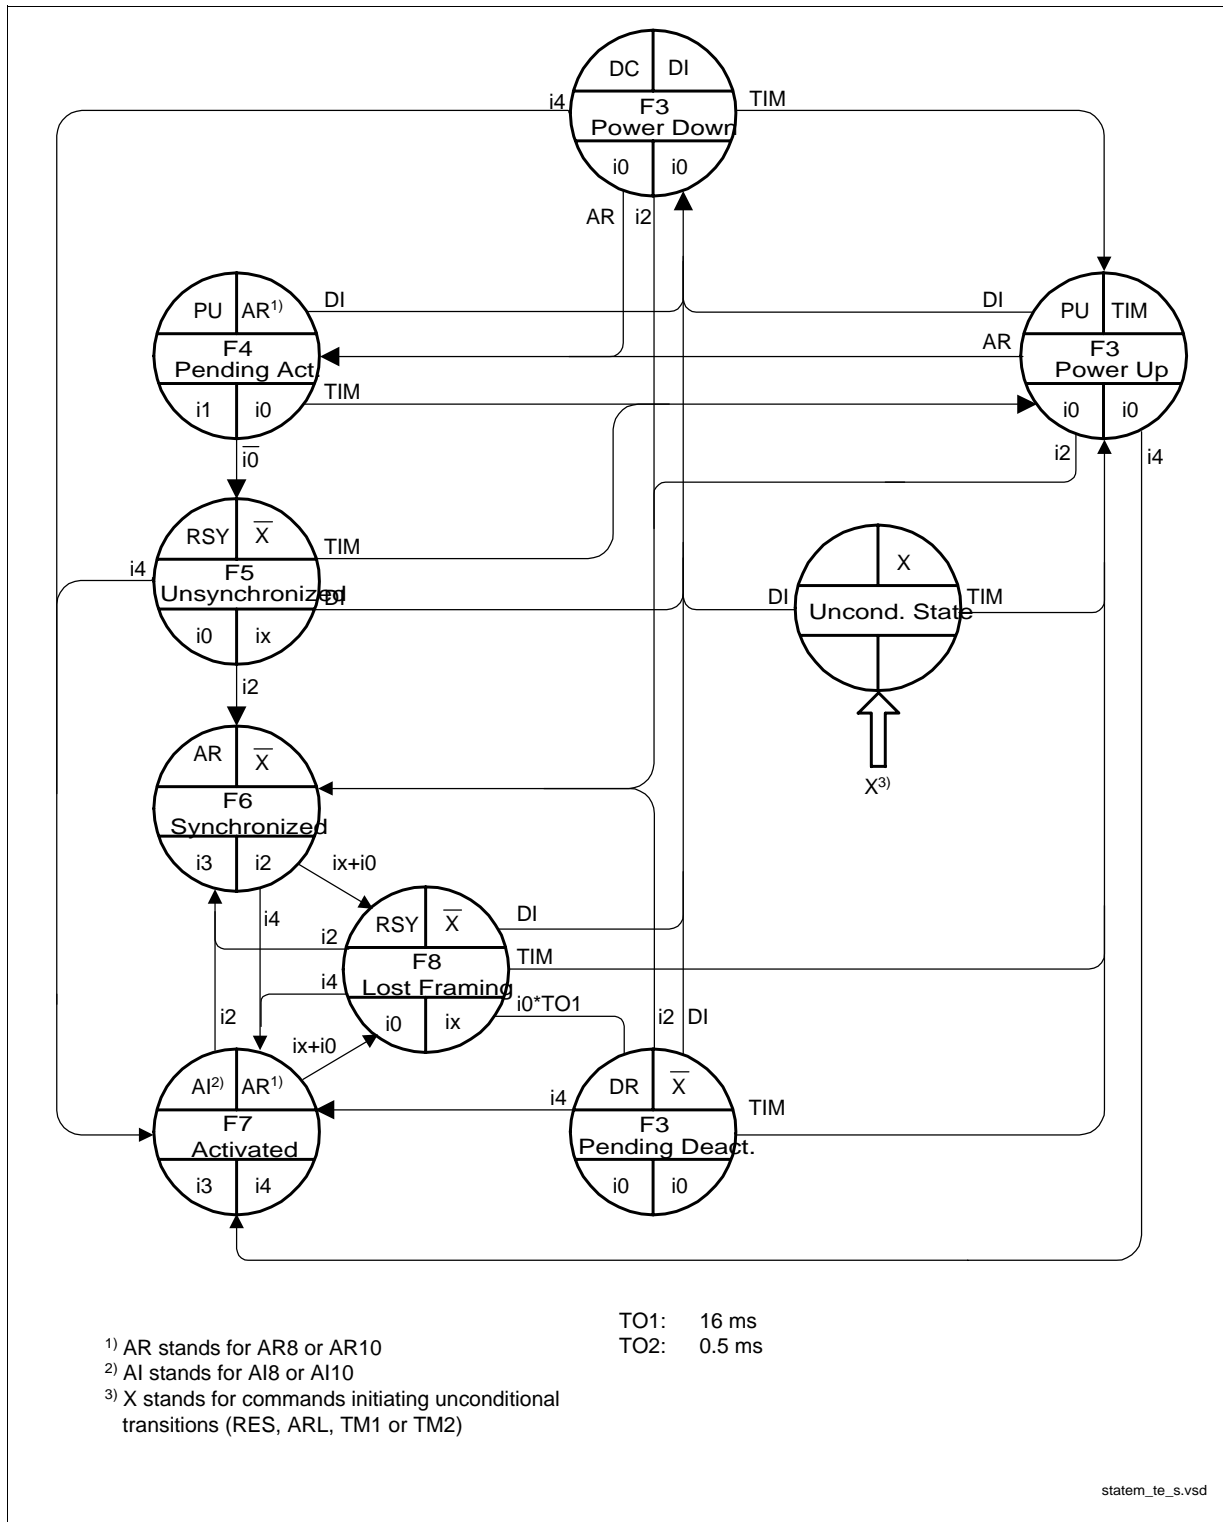 DC DI
i4 F3 TIM
Power Down
i0 i0
AR i2
PU AR1) DI
F4
Pending Act.
TIM
i1 i0
DI PU TIM
AR F3
Power Up
i0 i0
i2 i4
i0
RSY X TIM
i4 F5
Unsynchronized
DI
i0 ix
X
DI Uncond. State TIM
X3)
i2
AR X
F6
Synchronized
i3 i2 ix+i0
i4
RSY X DI
i2 F8 TIM
i4 Lost Framing
i0 ix i0*TO1
i2 ix+i0
i2 DI
AI2) AR1)
F7
Activated
i3 i4
DR X
i4 F3 TIM
Pending Deact.
i0 i0
TO1: 16 ms
TO2: 0.5 ms
1) AR stands for AR8 or AR10
2) AI stands for AI8 or AI10
3) X stands for commands initiating unconditional
transitions (RES, ARL, TM1 or TM2)
statem_te_s.vsd